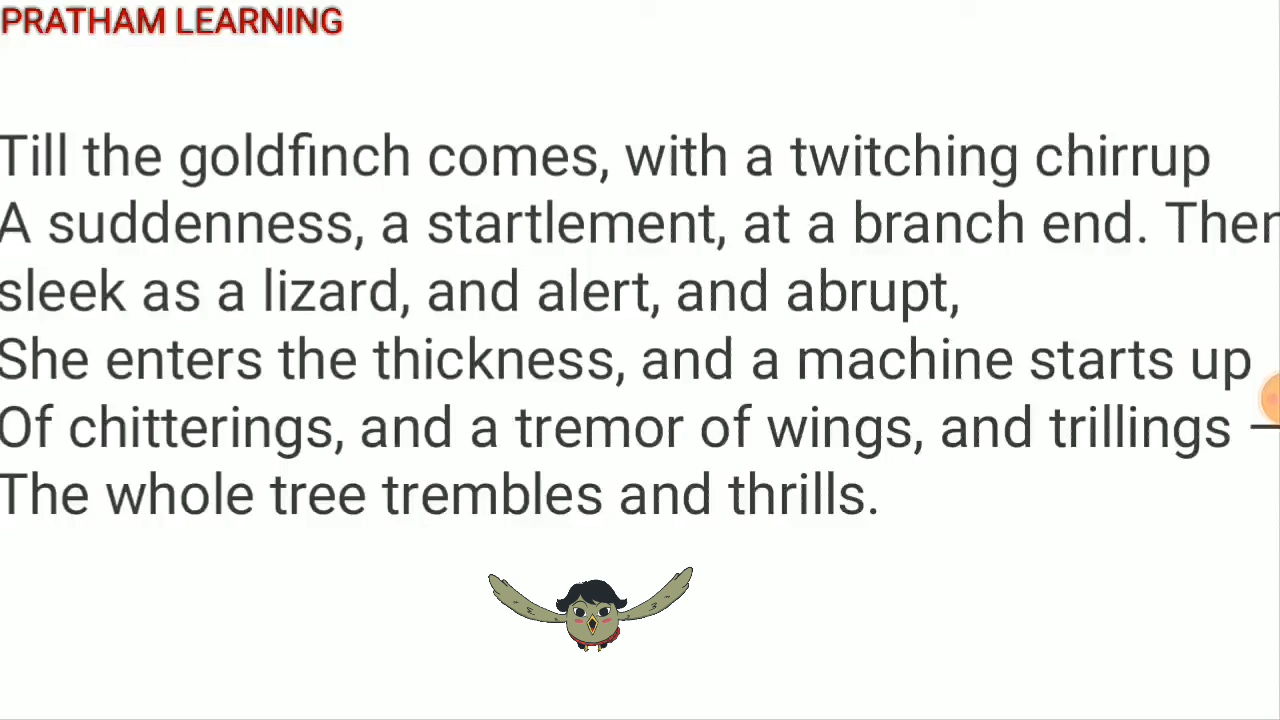 PRATHAM LEARNING
Till the goldfinch comes, with a twitching chirrup
A suddenness, a startlement, at a branch end. Then
sleek as a lizard, and alert, and abrupt,
She enters the thickness, and a machine starts up
Of chitterings, and a tremor of wings, and trillings —
The whole tree trembles and thrills.